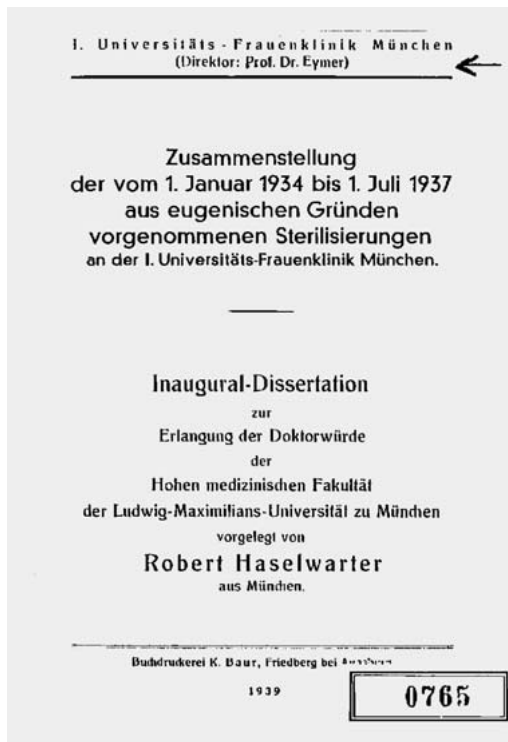 I. Universitäts-Frauenklinik München
(Direktor: Prof. Dr. Eymer)
Zusammenstellung
der vom 1. Januar 1934 bis 1. Juli 1937
aus eugenischen Gründen
vorgenommenen Sterilisierungen
an der I. Universitäts-Frauenklinik München.
Inaugural-Dissertation
zur
Erlangung der Doktorwürde
der
Hohen medizinischen Fakultät
der Ludwig-Maximilians-Universität zu München
vorgelegt von
Robert Haselwarter
aus München.
Buchdruckerei K. Baur, Friedberg bei
1939
0765